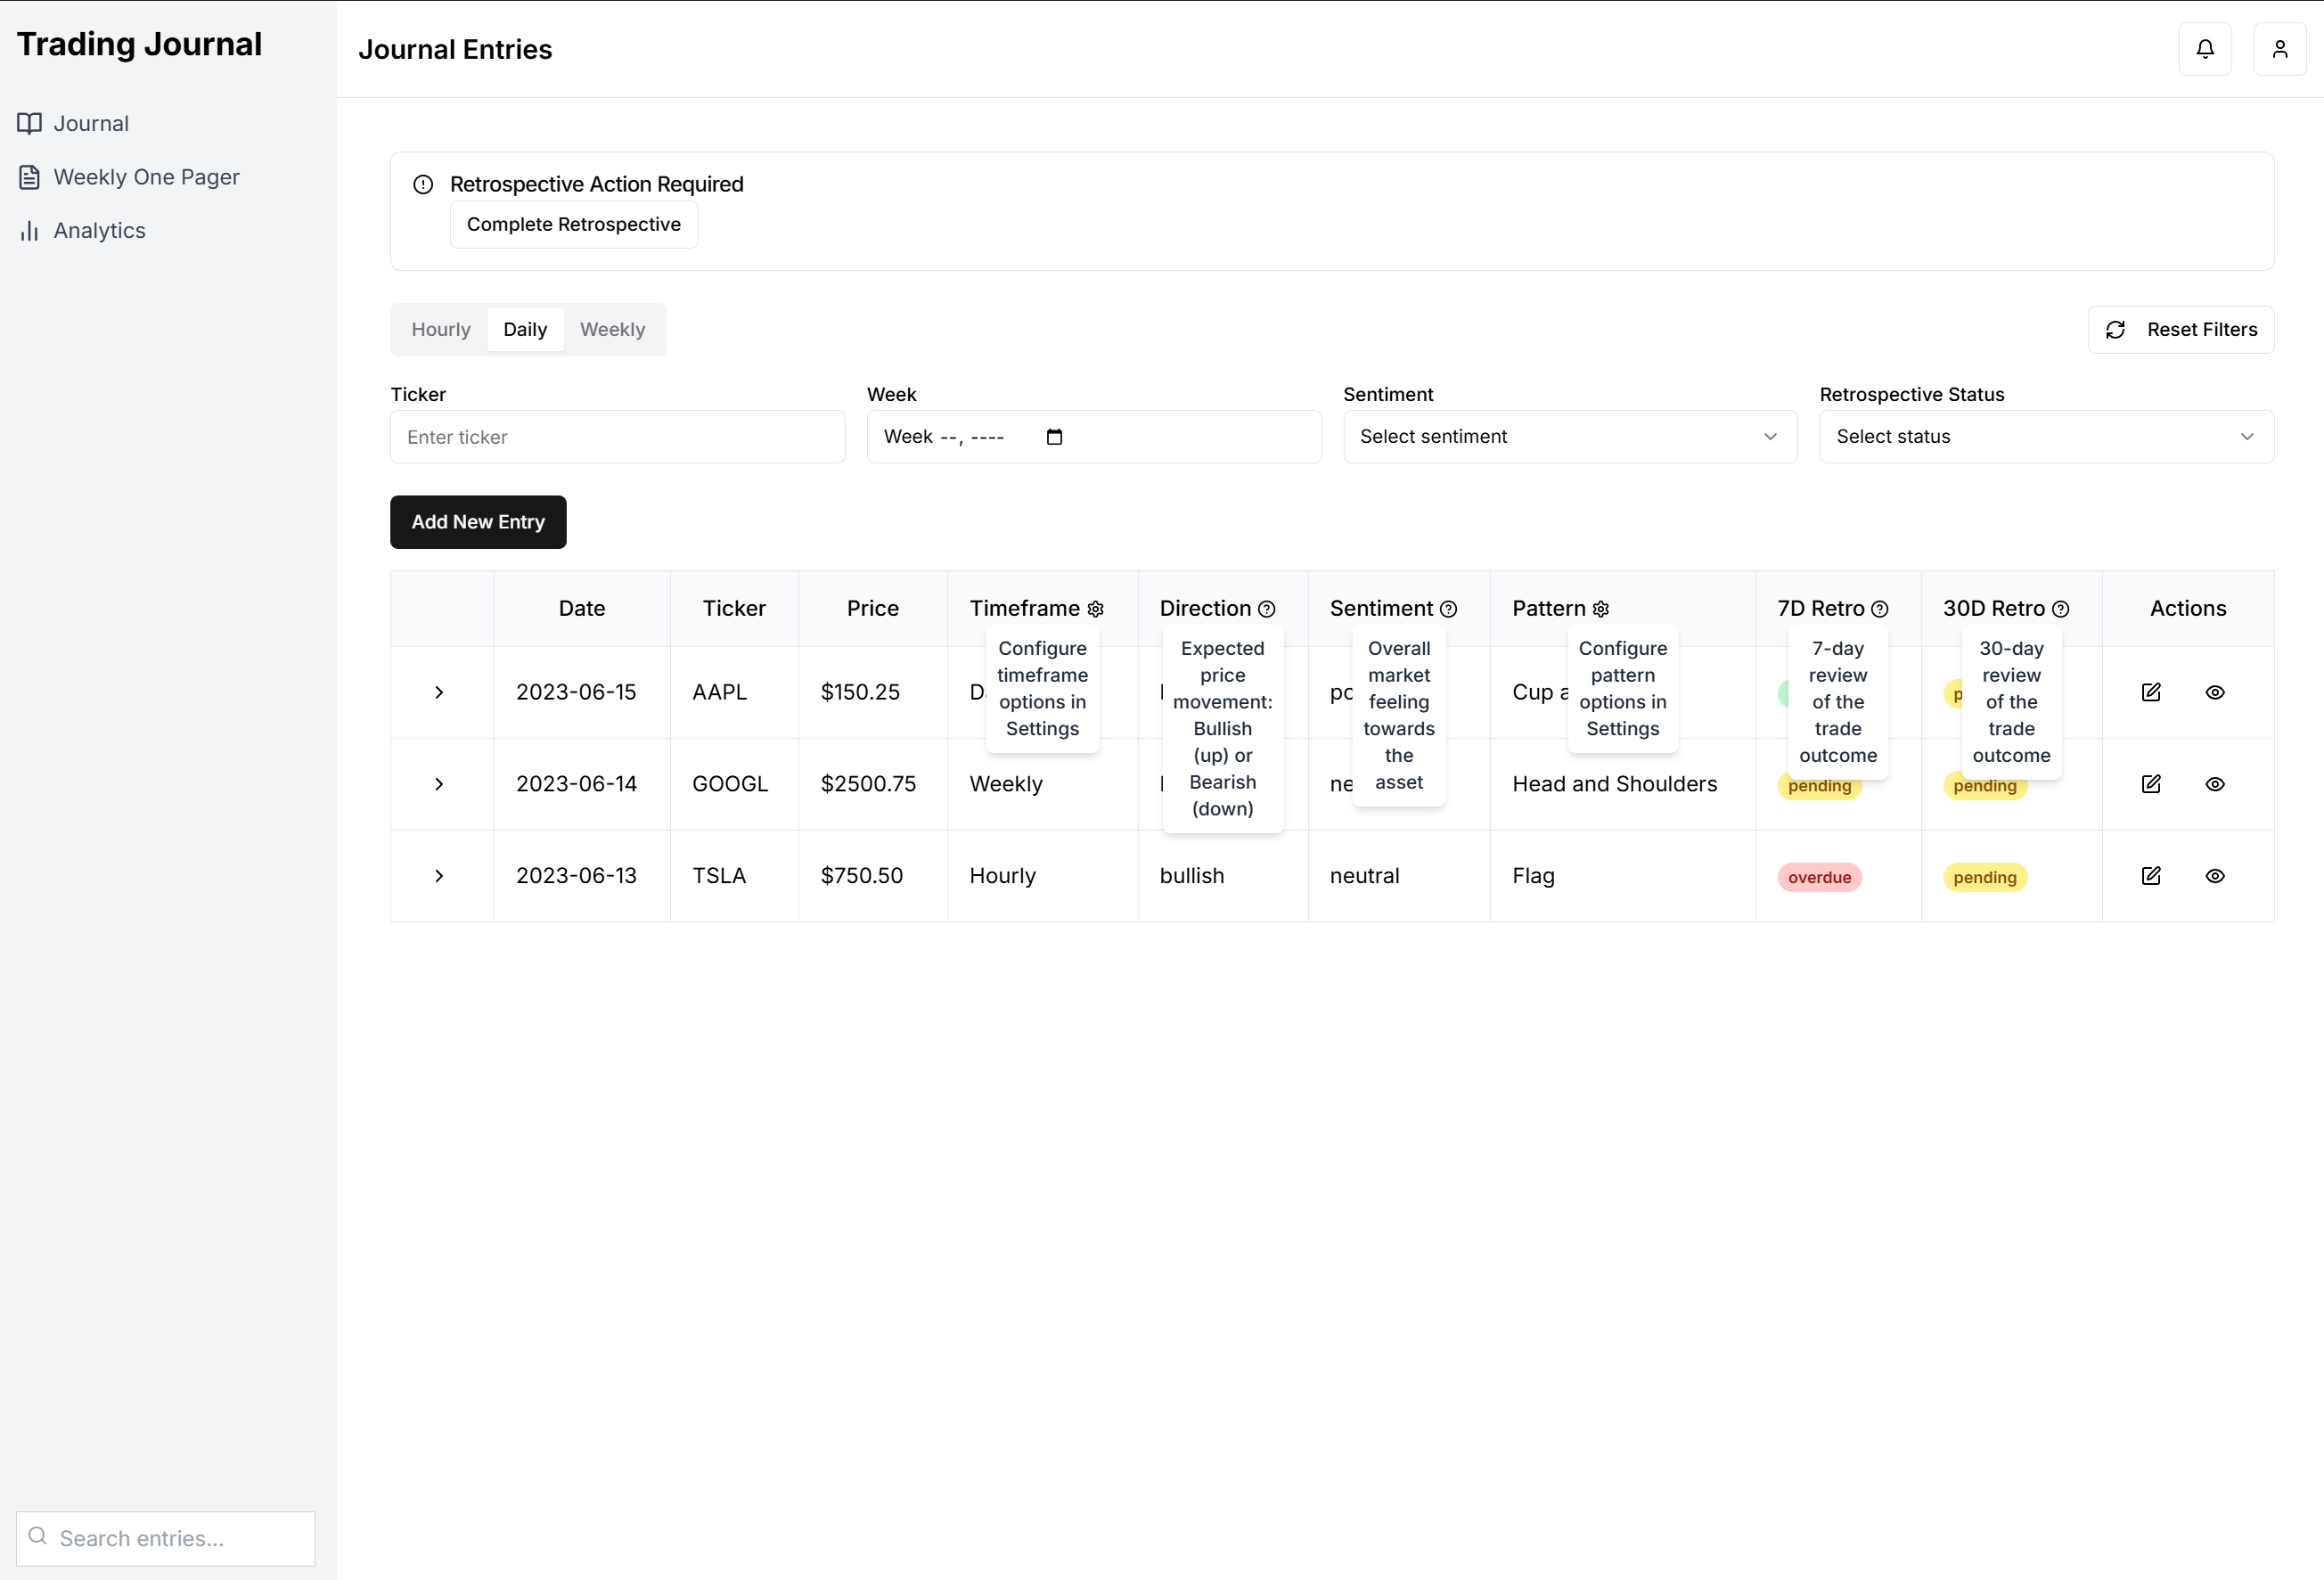 Trading Journal
Journal
Weekly One Pager
Analytics
Search entries...
Journal Entries
Retrospective Action Required
Complete Retrospective
Hourly Daily Weekly
Reset Filters
Ticker Week Sentiment Retrospective Status
Enter ticker Week --, ---- Select sentiment Select status
Add New Entry
Date Ticker Price Timeframe Direction Sentiment Pattern 7D Retro 30D Retro Actions
Configure
timeframe
options in
Settings
Expected
price
movement:
Bullish
(up) or
Bearish
(down)
Overall
market
feeling
towards
the
asset
Configure
pattern
options in
Settings
7-day
review
of the
trade
outcome
30-day
review
of the
trade
outcome
2023-06-15 AAPL $150.25 Cup
2023-06-14 GOOGL $2500.75 Weekly Head and Shoulders pending pending
2023-06-13 TSLA $750.50 Hourly bullish neutral Flag overdue pending